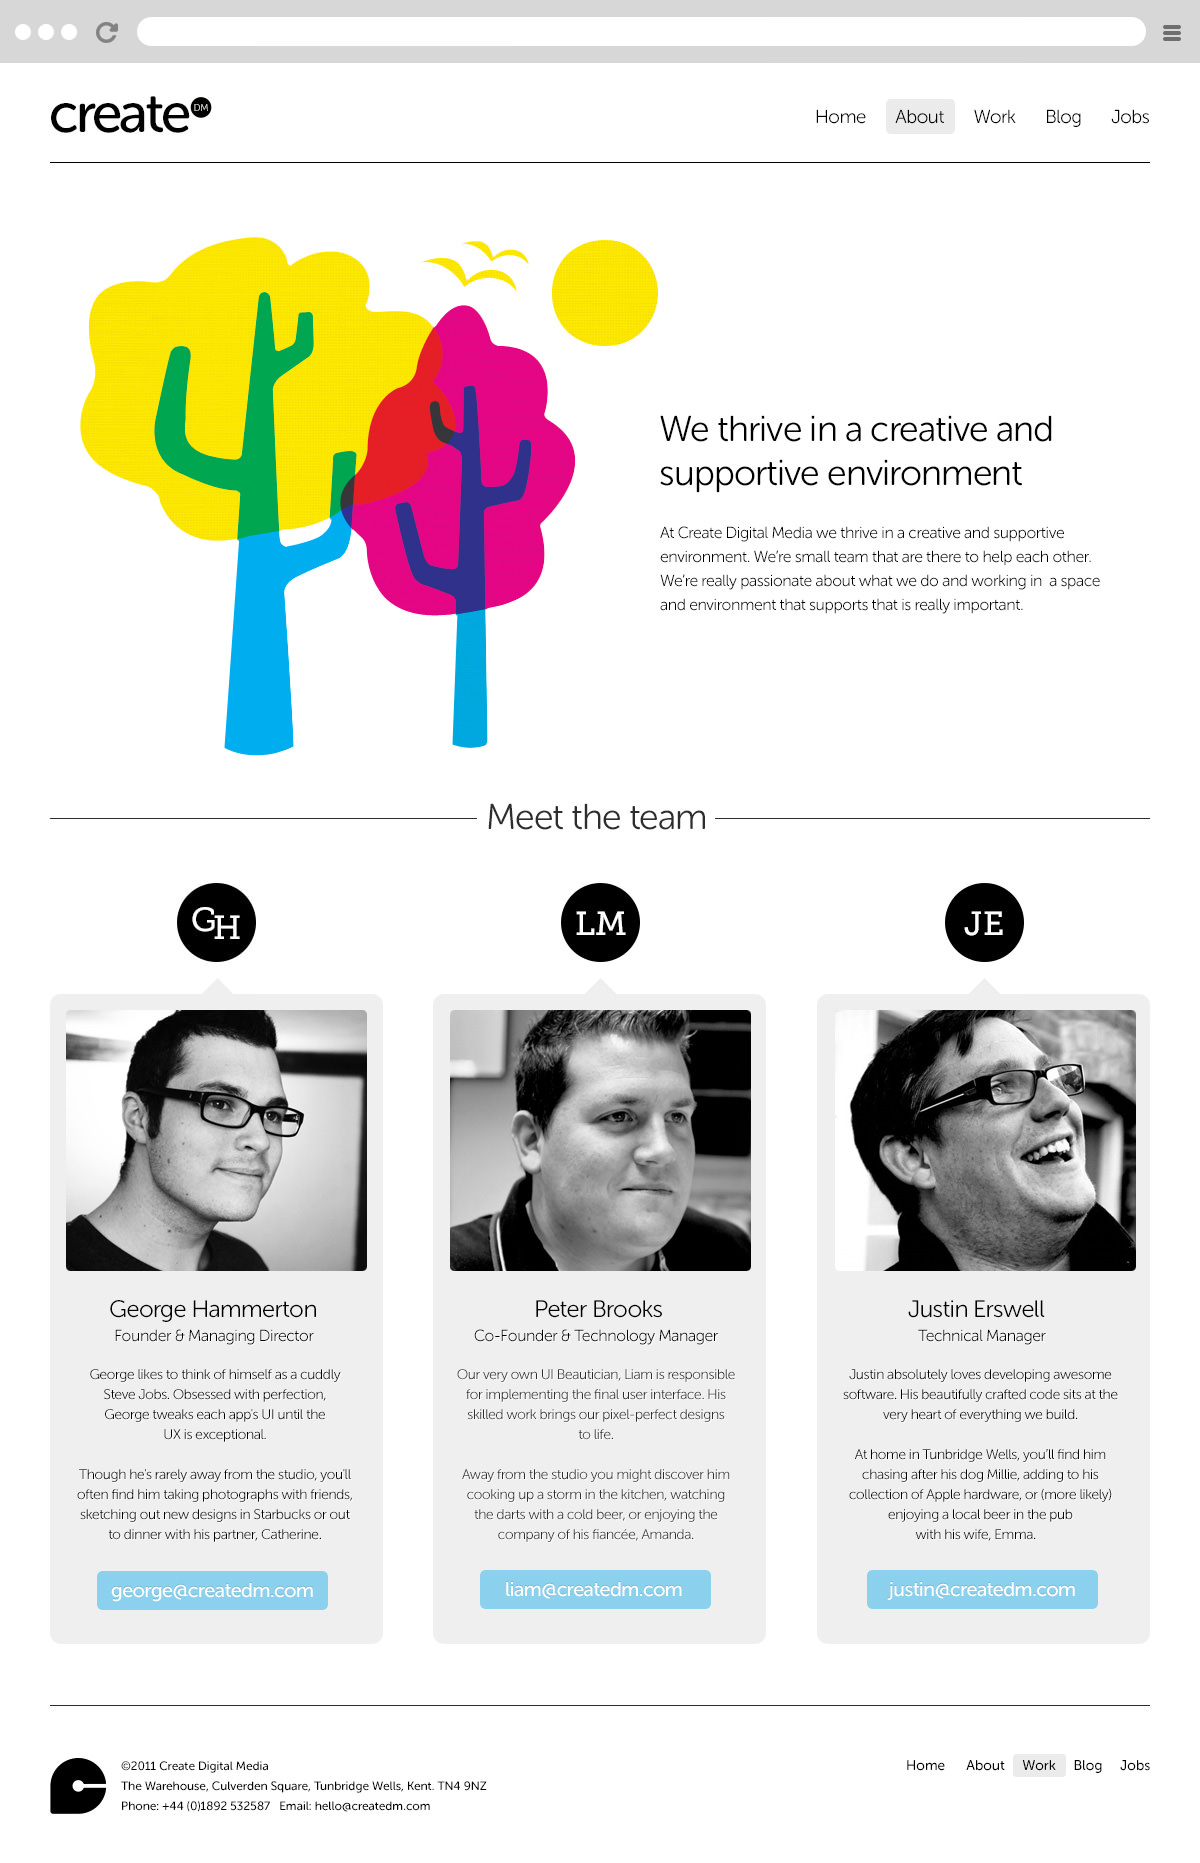 create DM
Home About Work Blog Jobs
We thrive in a creative and
supportive environment
At Create Digital Media we thrive in a creative and supportive
environment. We're small team that are there to help each other.
We're really passionate about what we do and working in  a space
and environment that supports that is really important.
Meet the team
GH
LM
JE
George Hammerton
Founder & Managing Director
George likes to think of himself as a cuddly
Steve Jobs. Obsessed with perfection,
George tweaks each app's UI until the
UX is exceptional.
Though he's rarely away from the studio, you'll
often find him taking photographs with friends,
sketching out new designs in Starbucks or out
to dinner with his partner, Catherine.
george@createdm.com
Peter Brooks
Co-Founder & Technology Manager
Our very own UI Beautician, Liam is responsible
for implementing the final user interface. His
skilled work brings our pixel-perfect designs
to life.
Away from the studio you might discover him
cooking up a storm in the kitchen, watching
the darts with a cold beer, or enjoying the
company of his fiancée, Amanda.
liam@createdm.com
Justin Erswell
Technical Manager
Justin absolutely loves developing awesome
software. His beautifully crafted code sits at the
very heart of everything we build.
At home in Tunbridge Wells, you'll find him
chasing after his dog Millie, adding to his
collection of Apple hardware, or (more likely)
enjoying a local beer in the pub
with his wife, Emma.
justin@createdm.com
©2011 Create Digital Media
The Warehouse, Culverden Square, Tunbridge Wells, Kent. TN4 9NZ
Phone: +44 (0)1892 532587   Email: hello@createdm.com
Home About Work Blog Jobs